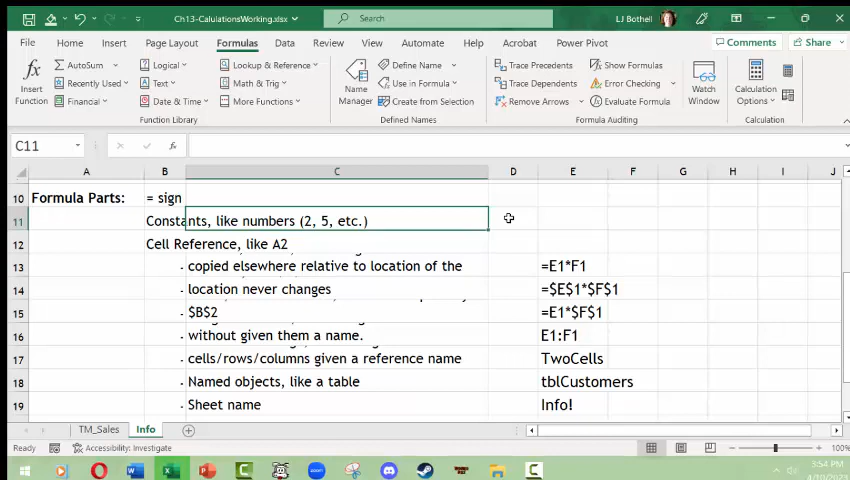 Ch13-CalulationsWorking.xlsx
Search
LJ Bothell
File Home Insert Formulas Data Review View Automate Help Acrobat Power Pivot Comments Share
AutoSum Logical Lookup & Reference Define Name Trace Precedents Show Formulas
Recently Used Text Math & Trig Use in Formula Trace Dependents Error Checking
Financial Date & Time More Functions Create from Selection Remove Arrows Evaluate Formula
Insert Function
Name Manager
Watch Window
Calculation Options
Function Library Defined Names Formula Auditing Calculation
C11 fx
A B C D E F G H I J
10 Formula Parts: = sign
11 Constants, like numbers (2, 5, etc.)
12 Cell Reference, like A2
13 - copied elsewhere relative to location of the =E1*F1
14 - location never changes =$E$1*$F$1
15 - $B$2 =E1*$F$1
16 - without given them a name. E1:F1
17 - cells/rows/columns given a reference name TwoCells
18 - Named objects, like a table tblCustomers
19 - Sheet name Info!
TM_Sales Info
Ready Accessibility: Investigate 100%
3:54 PM